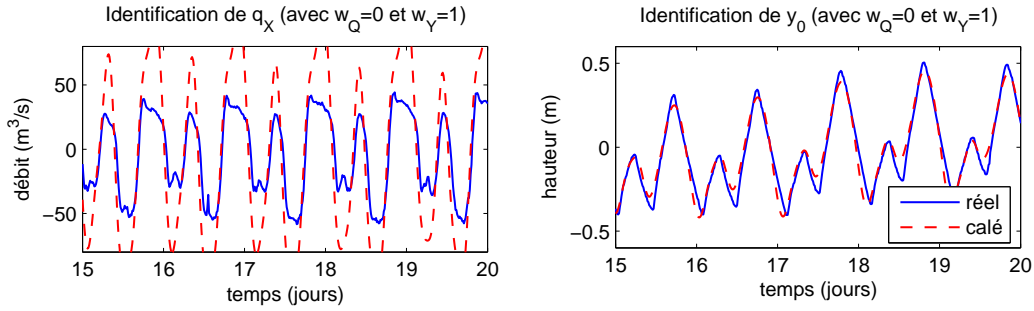 Identification de q_X (avec w_Q=0 et w_Y=1)
débit (m³/s)
50
0
−50
15 16 17 18 19 20
temps (jours)
Identification de y_0 (avec w_Q=0 et w_Y=1)
hauteur (m)
0.5
0
−0.5
réel
calé
15 16 17 18 19 20
temps (jours)